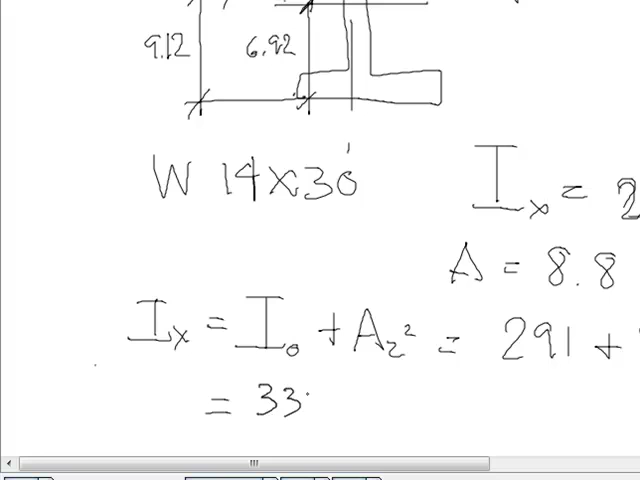 9.12 6.92
W 14x30'
Ix = 2
A = 8.8
Ix = Io + Az² = 291 +
= 33